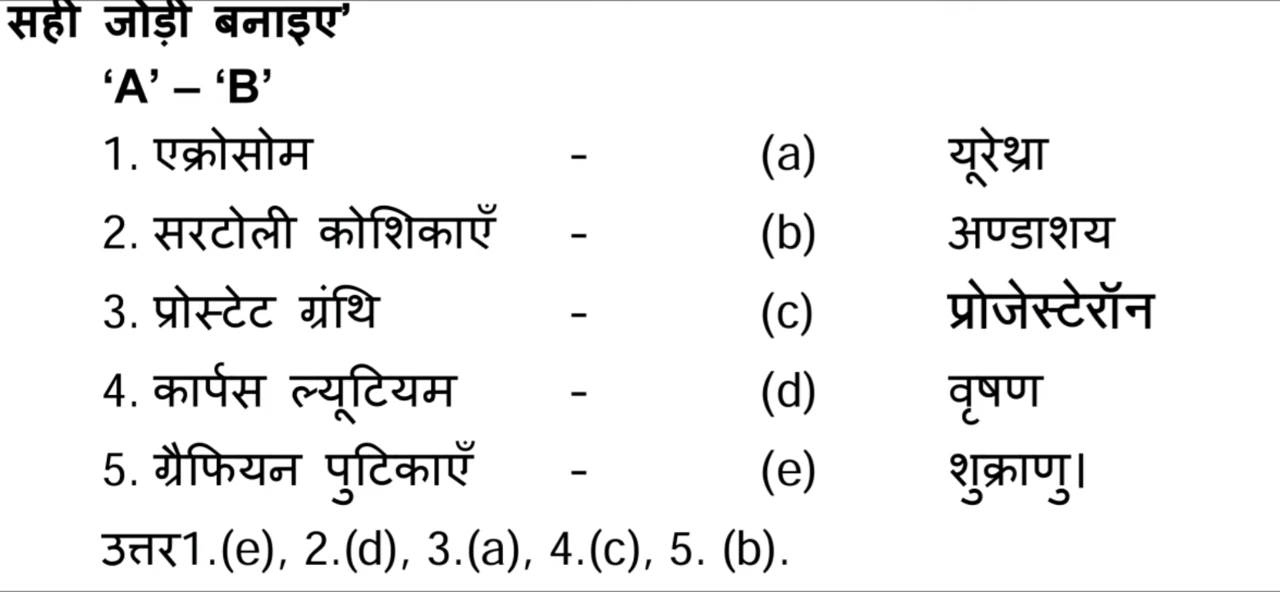 सही जोड़ी बनाइए’
‘A’ – ‘B’
1. एक्रोसोम - (a) यूरेथ्रा
2. सरटोली कोशिकाएँ - (b) अण्डाशय
3. प्रोस्टेट ग्रंथि - (c) प्रोजेस्टेरॉन
4. कार्पस ल्यूटियम - (d) वृषण
5. ग्रैफियन पुटिकाएँ - (e) शुक्राणु।
उत्तर1.(e), 2.(d), 3.(a), 4.(c), 5. (b).